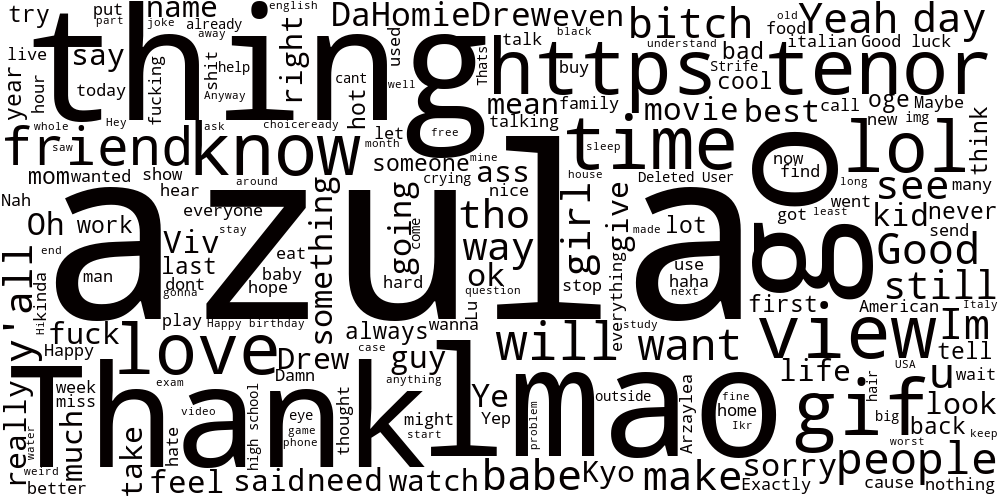 try
put
part
name
joke
already
away
english
DaHomieDrew
even
bitch
black
Yeah
day
old
food
italian
Good
luck
thing
https
tenor
say
live
year
hour
today
fucking
shit
help
Anyway
right
used
cant
well
hot
Thats
talk
buy
bad
understand
Strife
cool
mean
family
talking
movie
best
call
oge
Maybe
new
img
think
whole
Hey
saw
ask
choiceready
let
month
free
friend
know
time
go
lol
someone
mine
crying
ass
nice
sleep
house
Deleted User
now
find
long
see
many
mom
wanted
show
hear
around
Nah
Oh
work
everyone
stay
something
going
come
hard
tho
way
ok
girl
stop
give
made
lot
use
haha
next
got
least
went
kid
never
send
Good
still
azula
end
man
Viv
last
dont
gonna
eat
baby
hope
question
Lu
everything
first
American
Italy
y'all
Hikinda
fuck
Happy
play
Happy birthday
love
always
case
wanna
guy
anything
will
study
want
view
Im
tell
USA
wait
really
water
weird
better
week
miss
much
Thank
exam
video
take
hate
feel
high school
said
Drew
Damn
eye
game
phone
thought
need
might
start
watch
lmao
Ye
Yep
babe
problem
Kyo
outside
make
Arzaylea
fine
home
Ikr
life
hair
gif
u
big
look
back
keep
worst
sorry
Exactly
people
cause
nothing